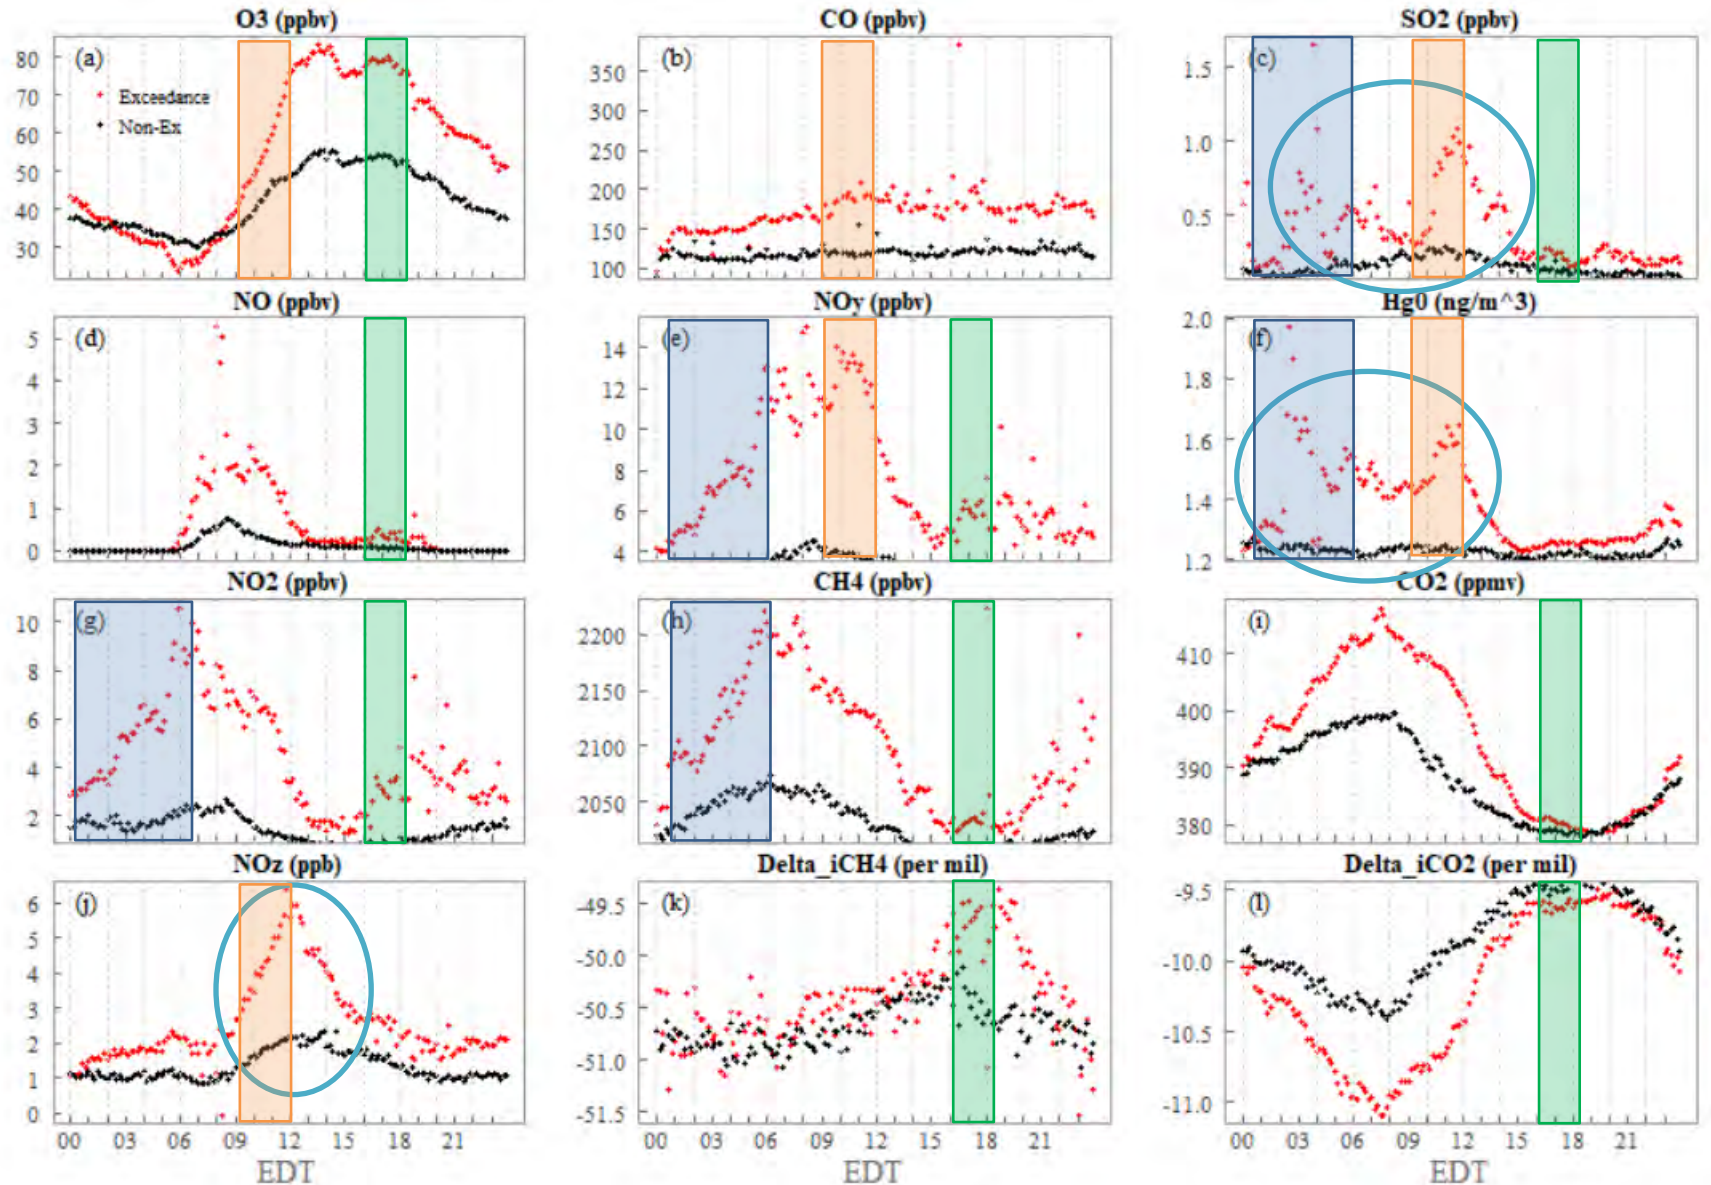 O3 (ppbv)
CO (ppbv)
SO2 (ppbv)
(a)
Exceedance
Non-Ex
80
70
60
50
40
30
(b)
350
300
250
200
150
100
(c)
1.5
1.0
0.5
NO (ppbv)
NOy (ppbv)
Hg0 (ng/m^3)
(d)
5
4
3
2
1
0
(e)
14
12
10
8
6
4
(f)
2.0
1.8
1.6
1.4
1.2
NO2 (ppbv)
CH4 (ppbv)
CO2 (ppmv)
(g)
10
8
6
4
2
(h)
2200
2150
2100
2050
(i)
410
400
390
380
NOz (ppb)
Delta_iCH4 (per mil)
Delta_iCO2 (per mil)
(j)
6
5
4
3
2
1
0
(k)
-49.5
-50.0
-50.5
-51.0
-51.5
(l)
-9.5
-10.0
-10.5
-11.0
00 03 06 09 12 15 18 21
00 03 06 09 12 15 18 21
00 03 06 09 12 15 18 21
EDT
EDT
EDT